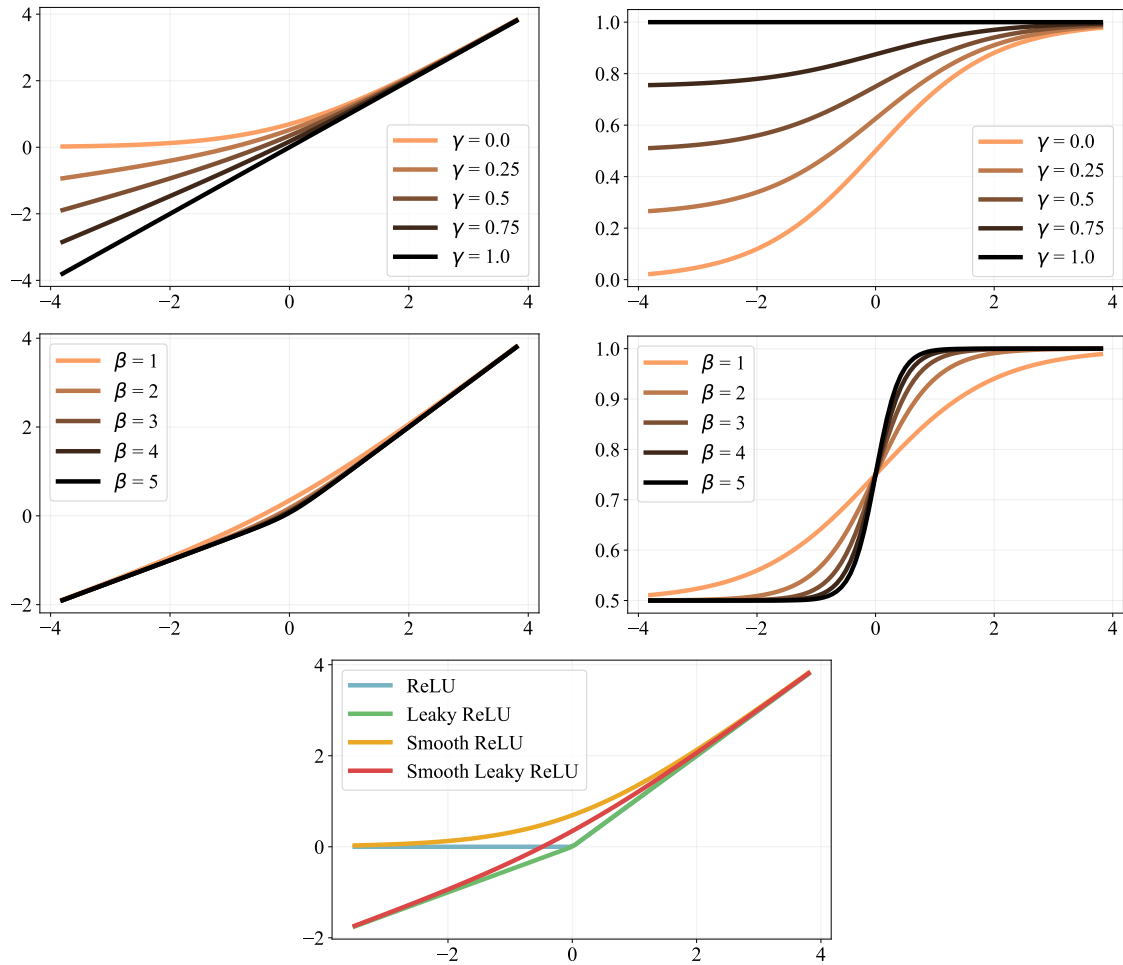 4
2
0
−2
−4
−4
−2
0
2
4
γ = 0.0
γ = 0.25
γ = 0.5
γ = 0.75
γ = 1.0
1.0
0.8
0.6
0.4
0.2
0.0
−4
−2
0
2
4
γ = 0.0
γ = 0.25
γ = 0.5
γ = 0.75
γ = 1.0
4
2
0
−2
−4
−2
0
2
4
β = 1
β = 2
β = 3
β = 4
β = 5
1.0
0.9
0.8
0.7
0.6
0.5
−4
−2
0
2
4
β = 1
β = 2
β = 3
β = 4
β = 5
4
2
0
−2
−2
0
2
4
ReLU
Leaky ReLU
Smooth ReLU
Smooth Leaky ReLU